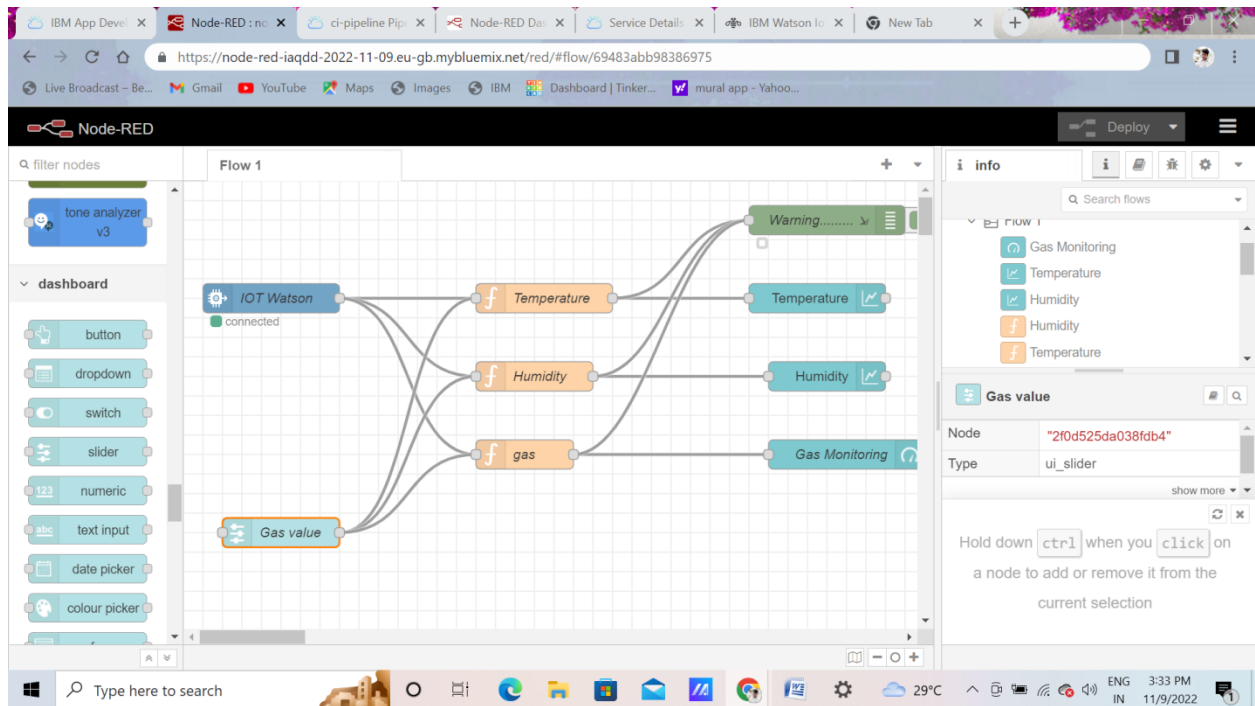 IBM App Devel
Node-RED : no
ci-pipeline Pip
Node-RED Das
Service Details
IBM Watson Io
New Tab
https://node-red-iaqdd-2022-11-09.eu-gb.mybluemix.net/red/#flow/69483abb98386975
Live Broadcast – Be...
Gmail
YouTube
Maps
Images
IBM
Dashboard | Tinker...
mural app - Yahoo...
Node-RED
Deploy
filter nodes
Flow 1
info
i
Search flows
tone analyzer
v3
dashboard
button
dropdown
switch
slider
123 numeric
abc text input
date picker
colour picker
Warning.........
IOT Watson
connected
Temperature
Temperature
Humidity
Humidity
gas
Gas Monitoring
Gas value
Flow 1
Gas Monitoring
Temperature
Humidity
Humidity
Temperature
Gas value
Node "2f0d525da038fdb4"
Type ui_slider
show more
Hold down ctrl when you click on
a node to add or remove it from the
current selection
Type here to search
29°C
ENG
IN
3:33 PM
11/9/2022
1